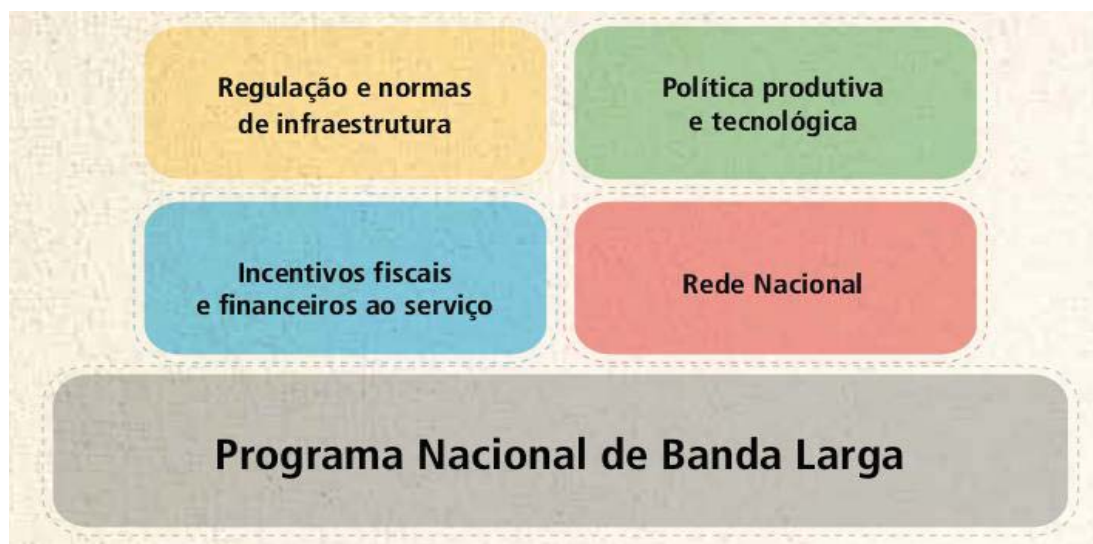 Regulação e normas
de infraestrutura
Política produtiva
e tecnológica
Incentivos fiscais
e financeiros ao serviço
Rede Nacional
Programa Nacional de Banda Larga